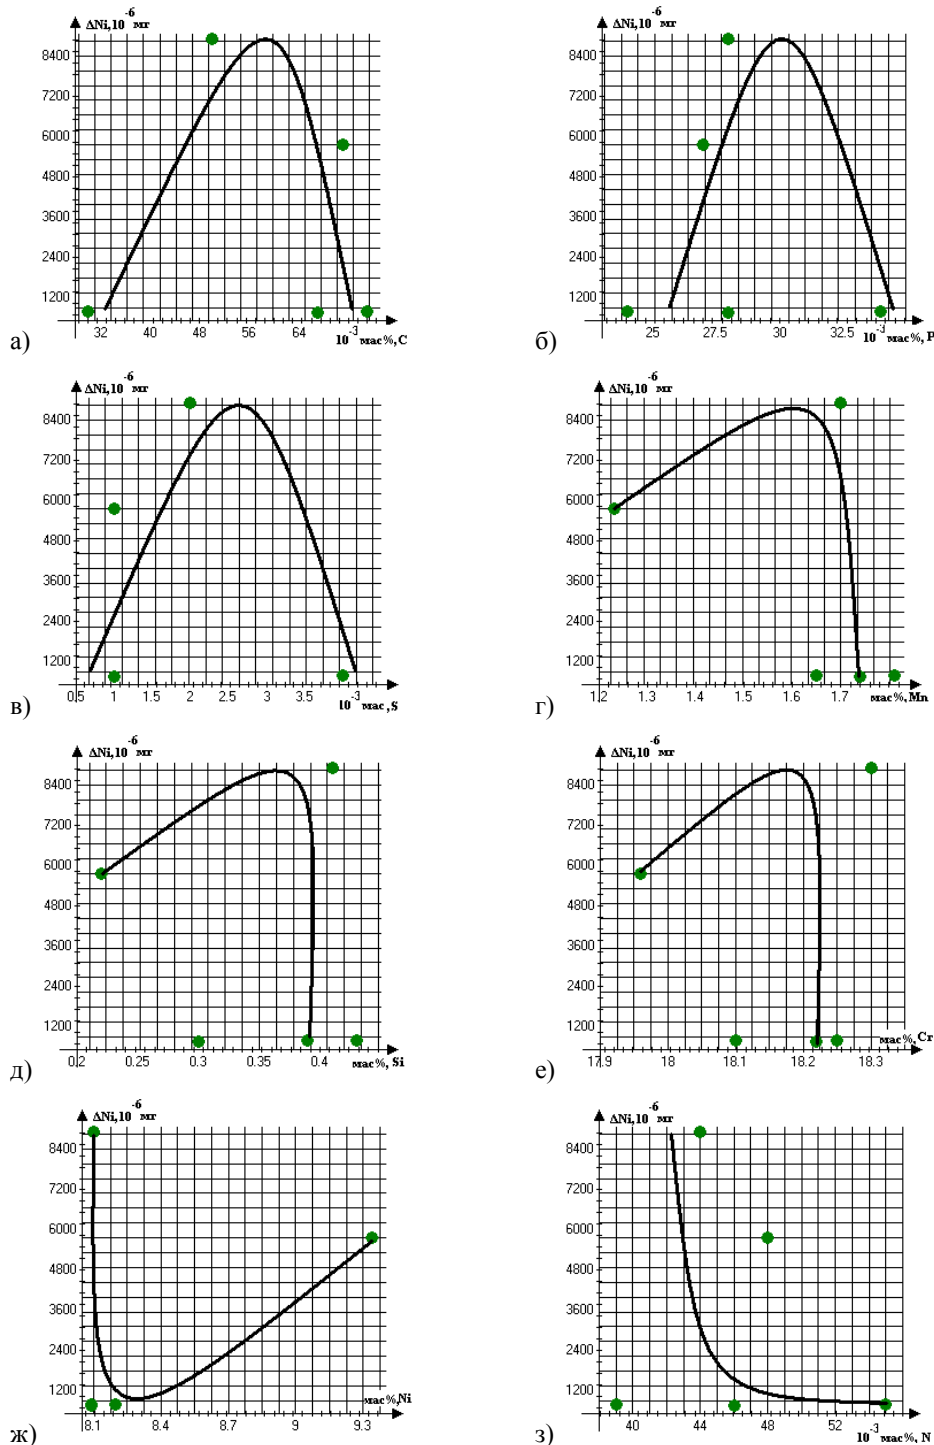 ΔNi,10⁻⁶ мг
8400
7200
6000
4800
3600
2400
1200
32 40 48 56 64 10⁻³ мас%, C
а)
ΔNi,10⁻⁶ мг
8400
7200
6000
4800
3600
2400
1200
25 27.5 30 32.5 10⁻³ мас%, P
б)
ΔNi,10⁻⁶ мг
8400
7200
6000
4800
3600
2400
1200
0.5 1 1.5 2 2.5 3 3.5 10⁻³ мас, S
в)
ΔNi,10⁻⁶ мг
8400
7200
6000
4800
3600
2400
1200
1.2 1.3 1.4 1.5 1.6 1.7 мас%, Mn
г)
ΔNi,10⁻⁶ мг
8400
7200
6000
4800
3600
2400
1200
0.2 0.25 0.3 0.35 0.4 мас%, Si
д)
ΔNi,10⁻⁶ мг
8400
7200
6000
4800
3600
2400
1200
мас%, Cr
17.9 18 18.1 18.2 18.3
е)
ΔNi,10⁻⁶ мг
8400
7200
6000
4800
3600
2400
1200
мас%,Ni
8.1 8.4 8.7 9 9.3
ж)
ΔNi,10⁻⁶ мг
8400
7200
6000
4800
3600
2400
1200
40 44 48 52 10⁻³ мас%, N
з)